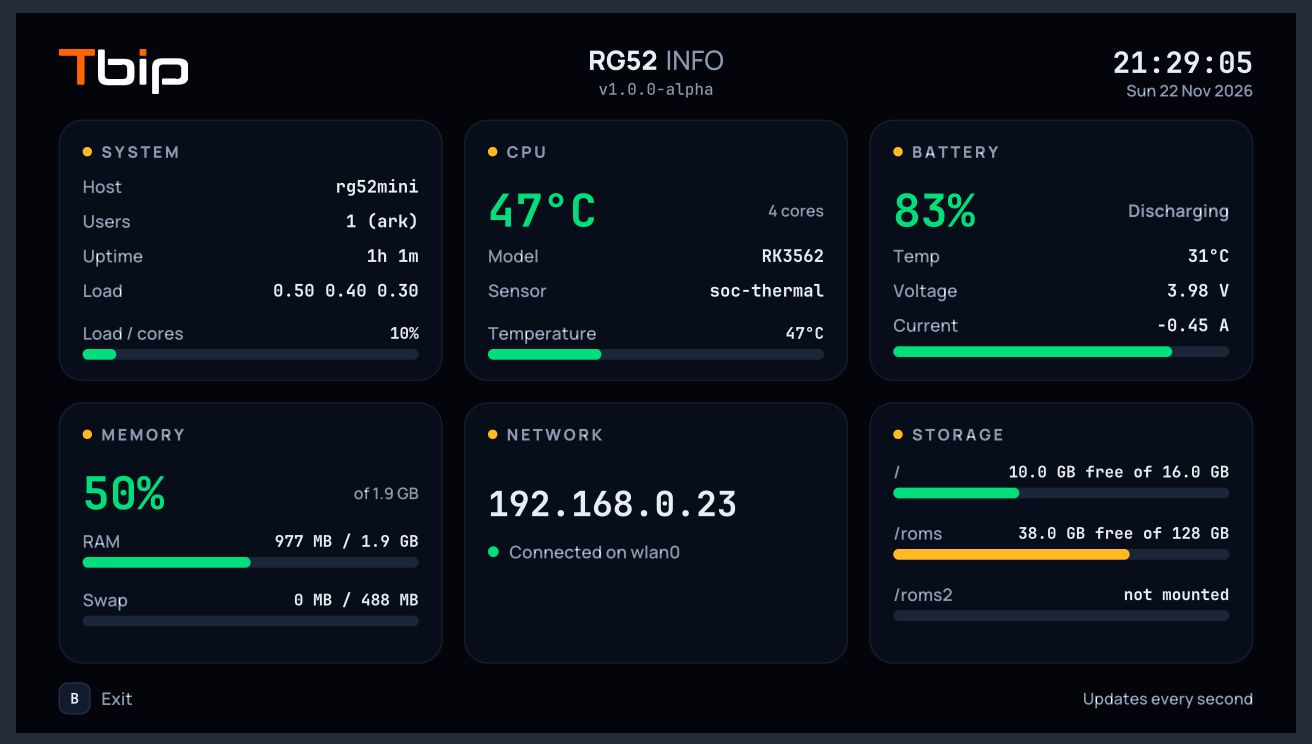 Tbip
RG52 INFO
v1.0.0-alpha
21:29:05
Sun 22 Nov 2026
SYSTEM
Host rg52mini
Users 1 (ark)
Uptime 1h 1m
Load 0.50 0.40 0.30
Load / cores 10%
CPU
47°C 4 cores
Model RK3562
Sensor soc-thermal
Temperature 47°C
BATTERY
83% Discharging
Temp 31°C
Voltage 3.98 V
Current -0.45 A
MEMORY
50% of 1.9 GB
RAM 977 MB / 1.9 GB
Swap 0 MB / 488 MB
NETWORK
192.168.0.23
Connected on wlan0
STORAGE
/ 10.0 GB free of 16.0 GB
/roms 38.0 GB free of 128 GB
/roms2 not mounted
B Exit
Updates every second